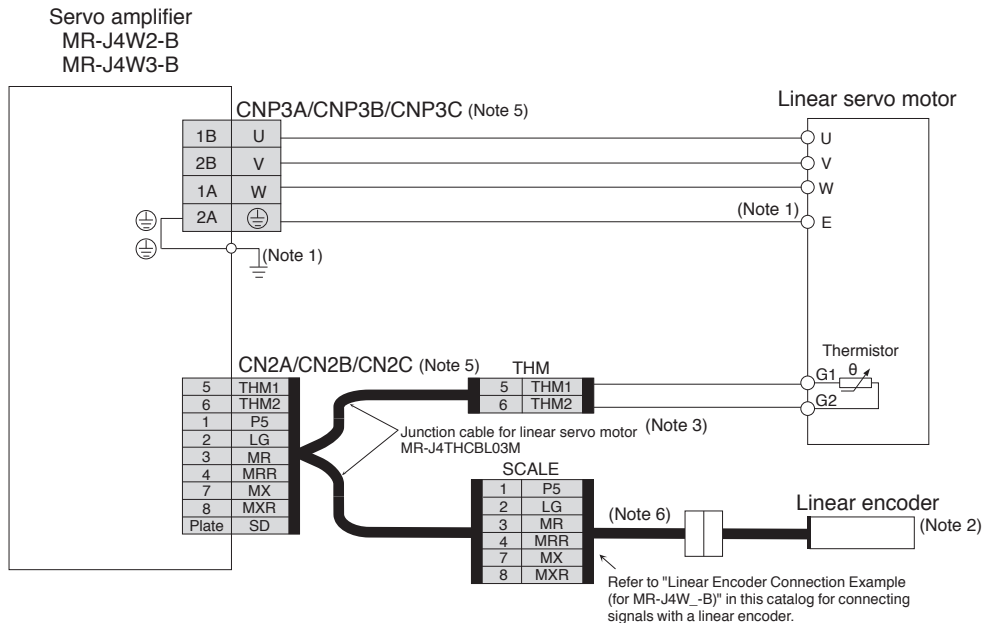 Servo amplifier
MR-J4W2-B
MR-J4W3-B
CNP3A/CNP3B/CNP3C (Note 5)
Linear servo motor
1B U
2B V
1A W
2A
U
V
W
(Note 1)
E
(Note 1)
CN2A/CN2B/CN2C (Note 5)
5 THM1
6 THM2
1 P5
2 LG
3 MR
4 MRR
7 MX
8 MXR
Plate SD
THM
5 THM1
6 THM2
Thermistor
θ
G1
G2
(Note 3)
Junction cable for linear servo motor
MR-J4THCBL03M
SCALE
1 P5
2 LG
3 MR
4 MRR
7 MX
8 MXR
(Note 6)
Linear encoder
(Note 2)
Refer to "Linear Encoder Connection Example
(for MR-J4W_-B)" in this catalog for connecting
signals with a linear encoder.